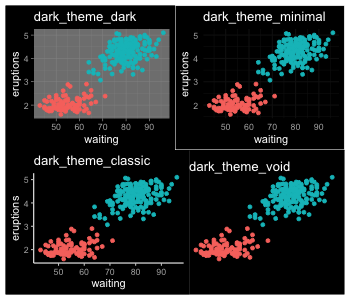 dark_theme_dark
eruptions
5
4
3
2
50 60 70 80 90
waiting
dark_theme_minimal
eruptions
5
4
3
2
50 60 70 80 90
waiting
dark_theme_classic
eruptions
5
4
3
2
50 60 70 80 90
waiting
dark_theme_void